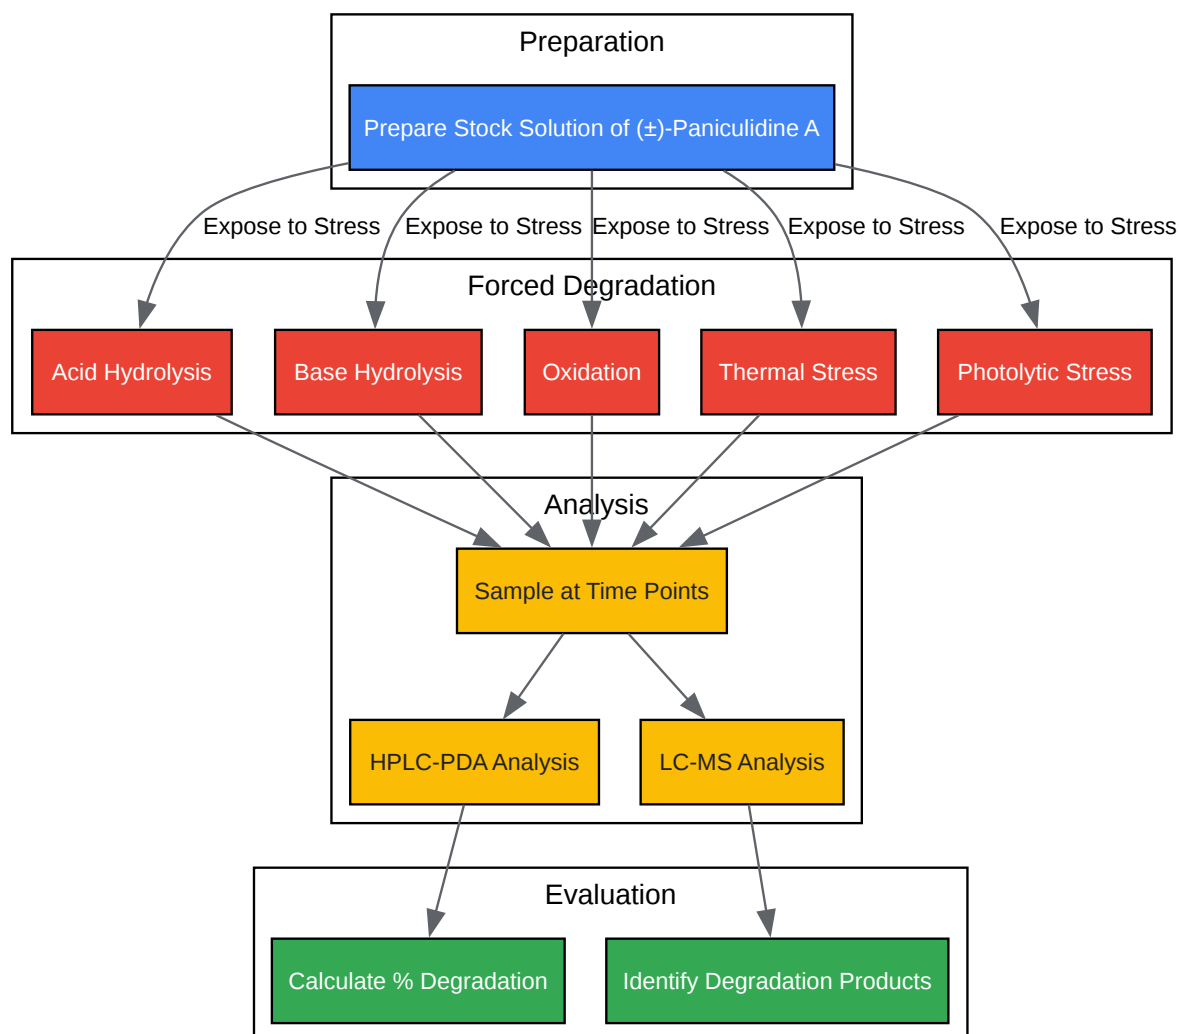 Preparation
Prepare Stock Solution of (±)-Paniculidine A
Expose to Stress
Expose to Stress
Expose to Stress
Expose to Stress
Expose to Stress
Forced Degradation
Acid Hydrolysis
Base Hydrolysis
Oxidation
Thermal Stress
Photolytic Stress
Analysis
Sample at Time Points
HPLC-PDA Analysis
LC-MS Analysis
Evaluation
Calculate % Degradation
Identify Degradation Products